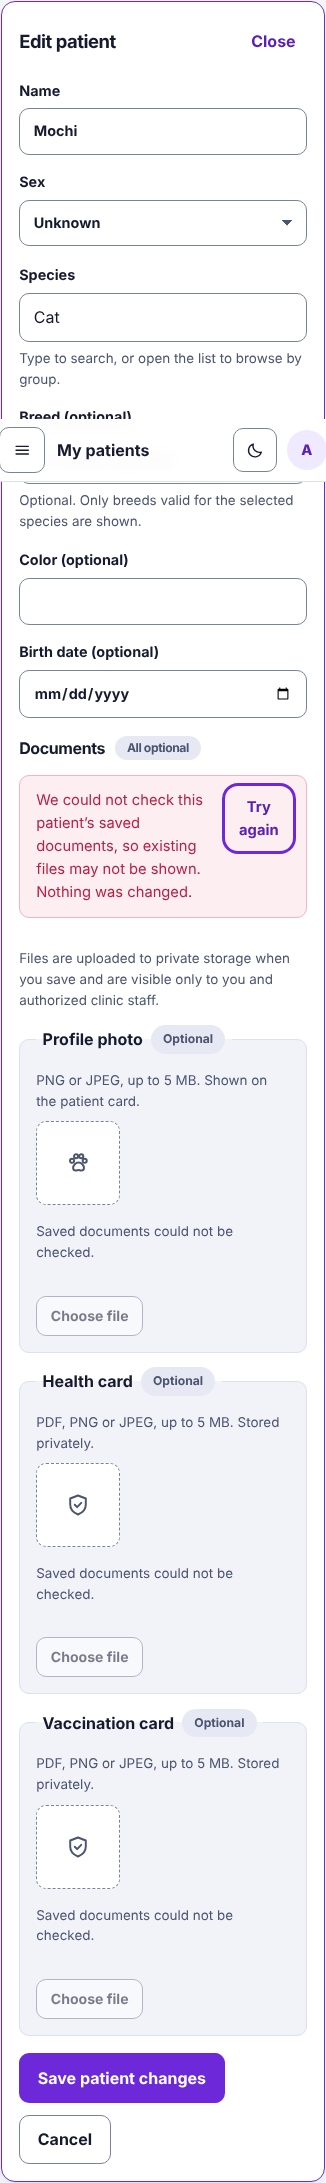 Edit patient
Close
Name
Mochi
Sex
Unknown
Species
Cat
Type to search, or open the list to browse by
group.
Breed (optional)
My patients
A
Optional. Only breeds valid for the selected
species are shown.
Color (optional)
Birth date (optional)
mm/dd/yyyy
Documents
All optional
We could not check this
patient’s saved
documents, so existing
files may not be shown.
Nothing was changed.
Try
again
Files are uploaded to private storage when
you save and are visible only to you and
authorized clinic staff.
Profile photo
Optional
PNG or JPEG, up to 5 MB. Shown on
the patient card.
Saved documents could not be
checked.
Choose file
Health card
Optional
PDF, PNG or JPEG, up to 5 MB. Stored
privately.
Saved documents could not be
checked.
Choose file
Vaccination card
Optional
PDF, PNG or JPEG, up to 5 MB. Stored
privately.
Saved documents could not be
checked.
Choose file
Save patient changes
Cancel